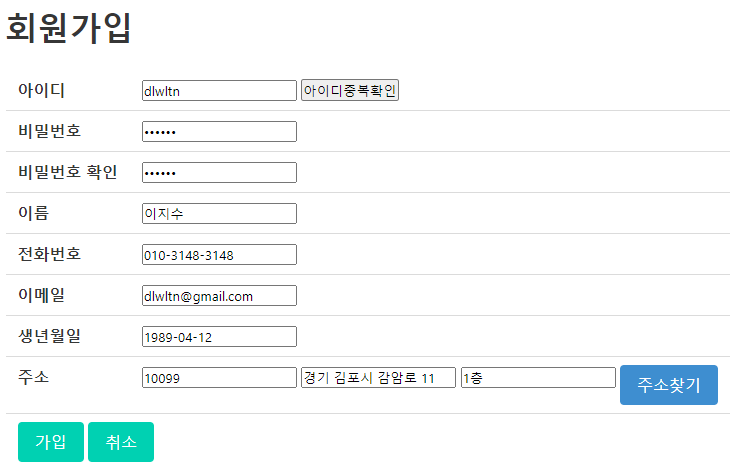 회원가입
아이디 dlwltn 아이디중복확인
비밀번호 ••••••
비밀번호 확인 ••••••
이름 이지수
전화번호 010-3148-3148
이메일 dlwltn@gmail.com
생년월일 1989-04-12
주소 10099 경기 김포시 감암로 11 1층 주소찾기
가입 취소